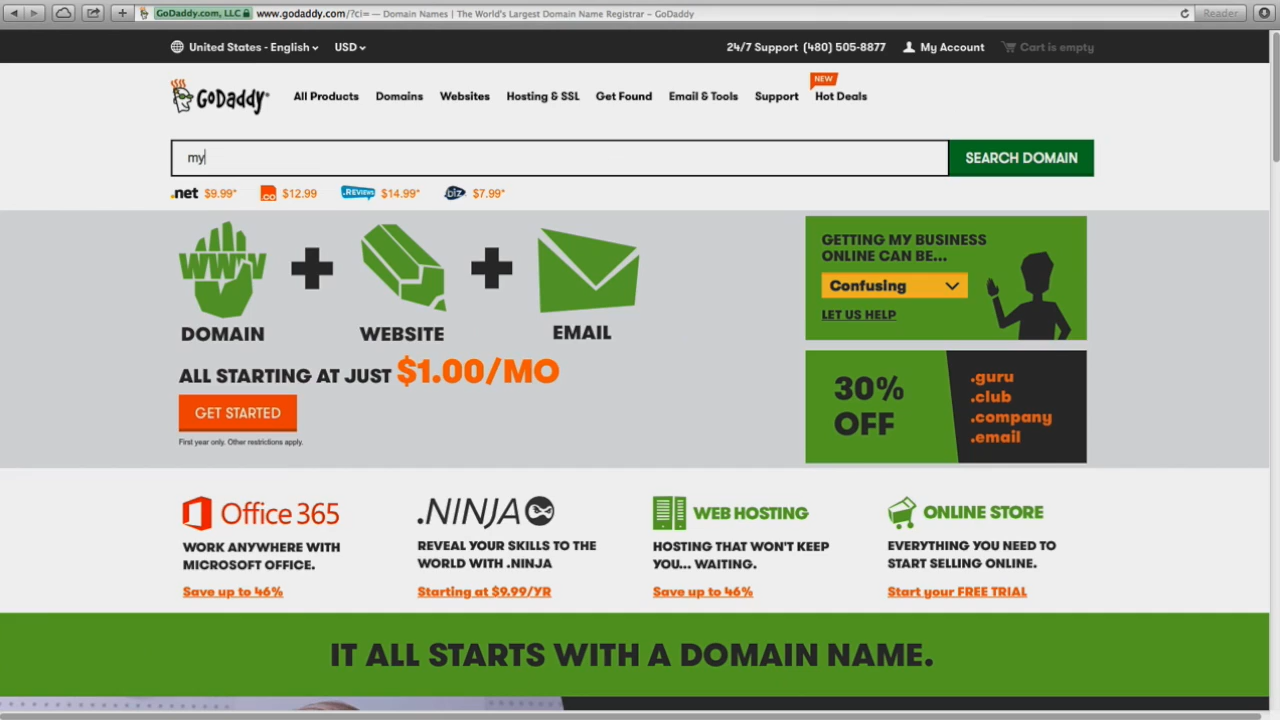 GoDaddy.com, LLC www.godaddy.com/?ci= — Domain Names | The World's Largest Domain Name Registrar – GoDaddy
Reader
United States - English
USD
24/7 Support (480) 505-8877
My Account
Cart is empty
GoDaddy
All Products
Domains
Websites
Hosting & SSL
Get Found
Email & Tools
Support
NEW
Hot Deals
my
SEARCH DOMAIN
.net $9.99*
.co $12.99
.REVIEWS $14.99*
.biz $7.99*
WWW
DOMAIN
WEBSITE
EMAIL
ALL STARTING AT JUST $1.00/MO
GET STARTED
First year only. Other restrictions apply.
GETTING MY BUSINESS
ONLINE CAN BE...
Confusing
LET US HELP
30%
OFF
.guru
.club
.company
.email
Office 365
WORK ANYWHERE WITH
MICROSOFT OFFICE.
Save up to 46%
.NINJA
REVEAL YOUR SKILLS TO THE
WORLD WITH .NINJA
Starting at $9.99/YR
WEB HOSTING
HOSTING THAT WON'T KEEP
YOU... WAITING.
Save up to 46%
ONLINE STORE
EVERYTHING YOU NEED TO
START SELLING ONLINE.
Start your FREE TRIAL
IT ALL STARTS WITH A DOMAIN NAME.